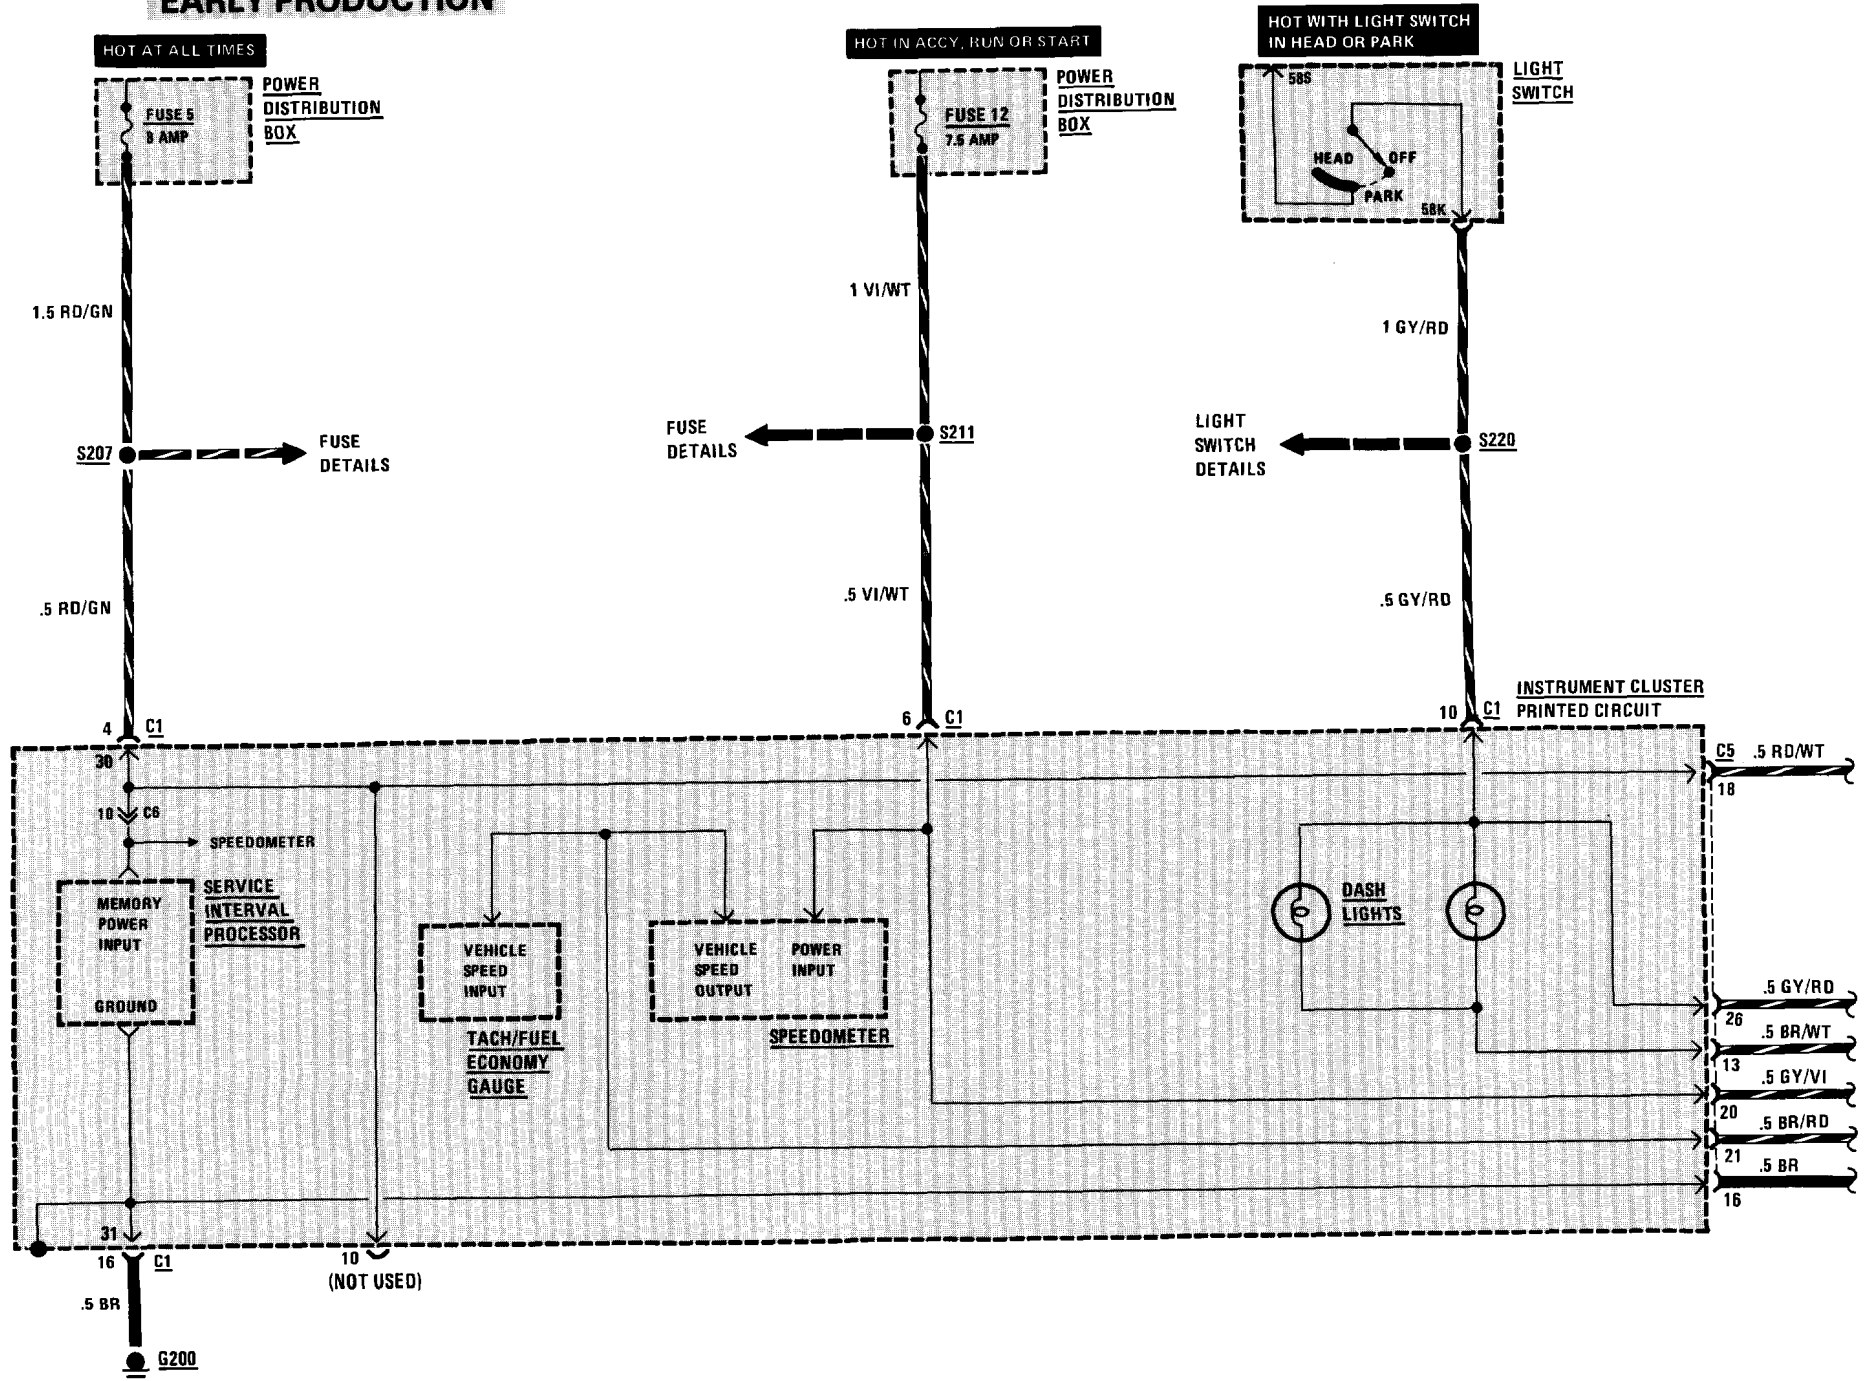 EARLY PRODUCTION
HOT AT ALL TIMES
HOT IN ACCY, RUN OR START
HOT WITH LIGHT SWITCH
IN HEAD OR PARK
FUSE 5
8 AMP
POWER
DISTRIBUTION
BOX
FUSE 12
7.5 AMP
POWER
DISTRIBUTION
BOX
58S
HEAD
OFF
PARK
58K
LIGHT
SWITCH
1.5 RD/GN
1 VI/WT
1 GY/RD
S207
FUSE
DETAILS
FUSE
DETAILS
S211
LIGHT
SWITCH
DETAILS
S220
.5 RD/GN
.5 VI/WT
.5 GY/RD
4
C1
6
C1
10
C1
INSTRUMENT CLUSTER
PRINTED CIRCUIT
30
10
C6
SPEEDOMETER
MEMORY
POWER
INPUT
GROUND
SERVICE
INTERVAL
PROCESSOR
VEHICLE
SPEED
INPUT
TACH/FUEL
ECONOMY
GAUGE
VEHICLE
SPEED
OUTPUT
POWER
INPUT
SPEEDOMETER
DASH
LIGHTS
C5
.5 RD/WT
18
.5 GY/RD
26
.5 BR/WT
13
.5 GY/VI
20
.5 BR/RD
21
.5 BR
16
31
16
C1
10
(NOT USED)
.5 BR
G200